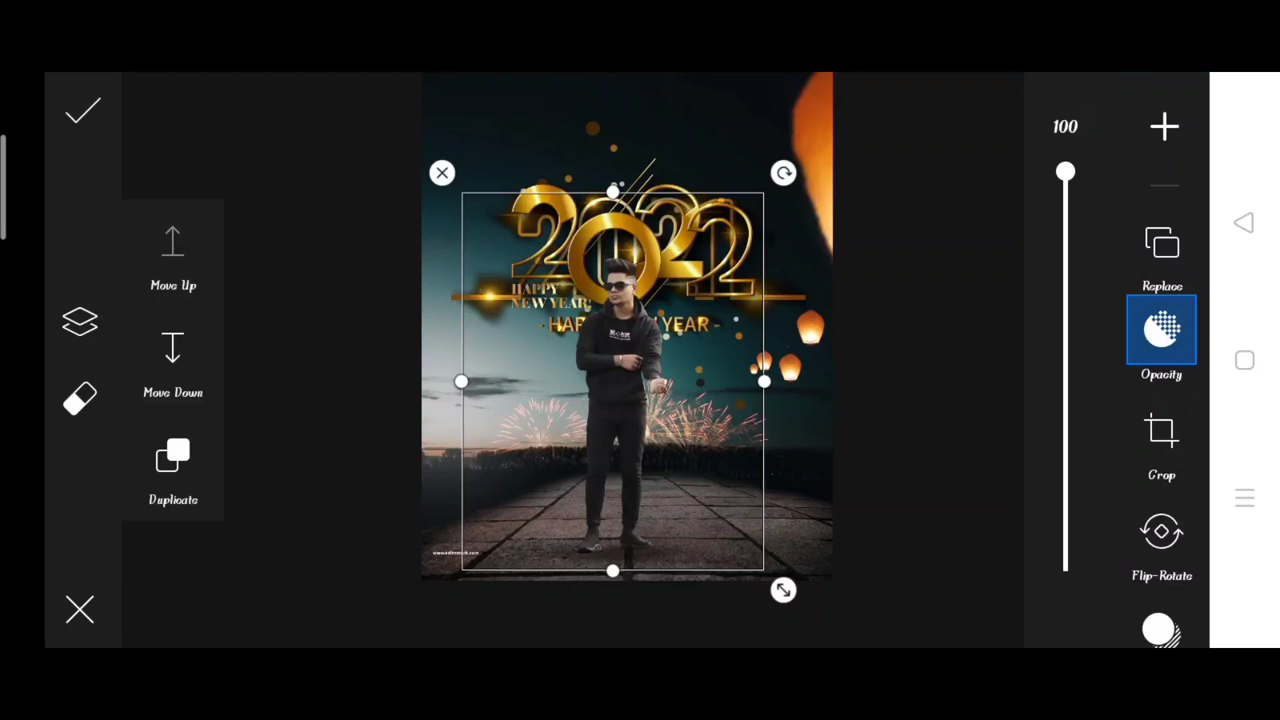 100
Move Up
Replace
2022
HAPPY
NEW YEAR!
Move Down
Opacity
Crop
Duplicate
Flip-Rotate